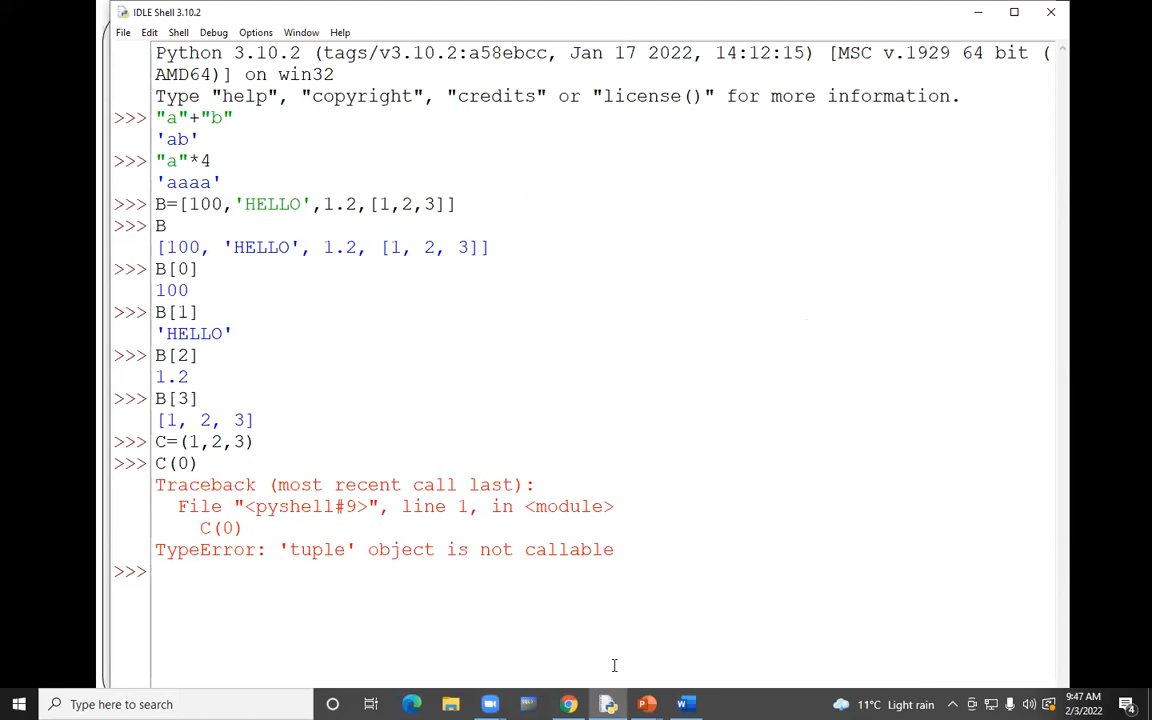 IDLE Shell 3.10.2
File Edit Shell Debug Options Window Help
Python 3.10.2 (tags/v3.10.2:a58ebcc, Jan 17 2022, 14:12:15) [MSC v.1929 64 bit (
AMD64)] on win32
Type "help", "copyright", "credits" or "license()" for more information.
>>> "a"+"b"
'ab'
>>> "a"*4
'aaaa'
>>> B=[100,'HELLO',1.2,[1,2,3]]
>>> B
[100, 'HELLO', 1.2, [1, 2, 3]]
>>> B[0]
100
>>> B[1]
'HELLO'
>>> B[2]
1.2
>>> B[3]
[1, 2, 3]
>>> C=(1,2,3)
>>> C(0)
Traceback (most recent call last):
File "<pyshell#9>", line 1, in <module>
C(0)
TypeError: 'tuple' object is not callable
>>>
Type here to search
11°C Light rain
9:47 AM
2/3/2022
4